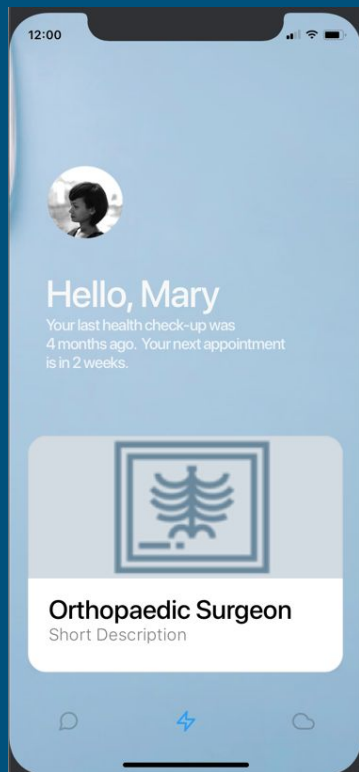 12:00
Hello, Mary
Your last health check-up was
4 months ago. Your next appointment
is in 2 weeks.
Orthopaedic Surgeon
Short Description